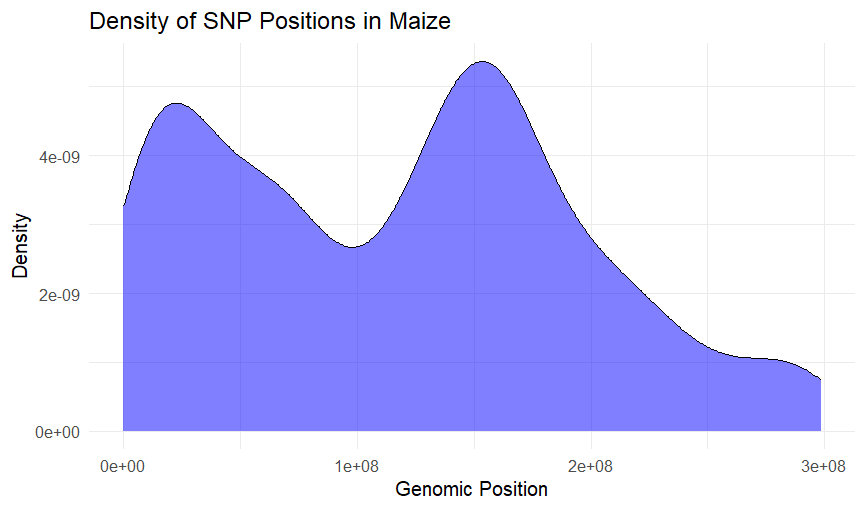 Density of SNP Positions in Maize
Density
4e-09
2e-09
0e+00
0e+00 1e+08 2e+08 3e+08
Genomic Position